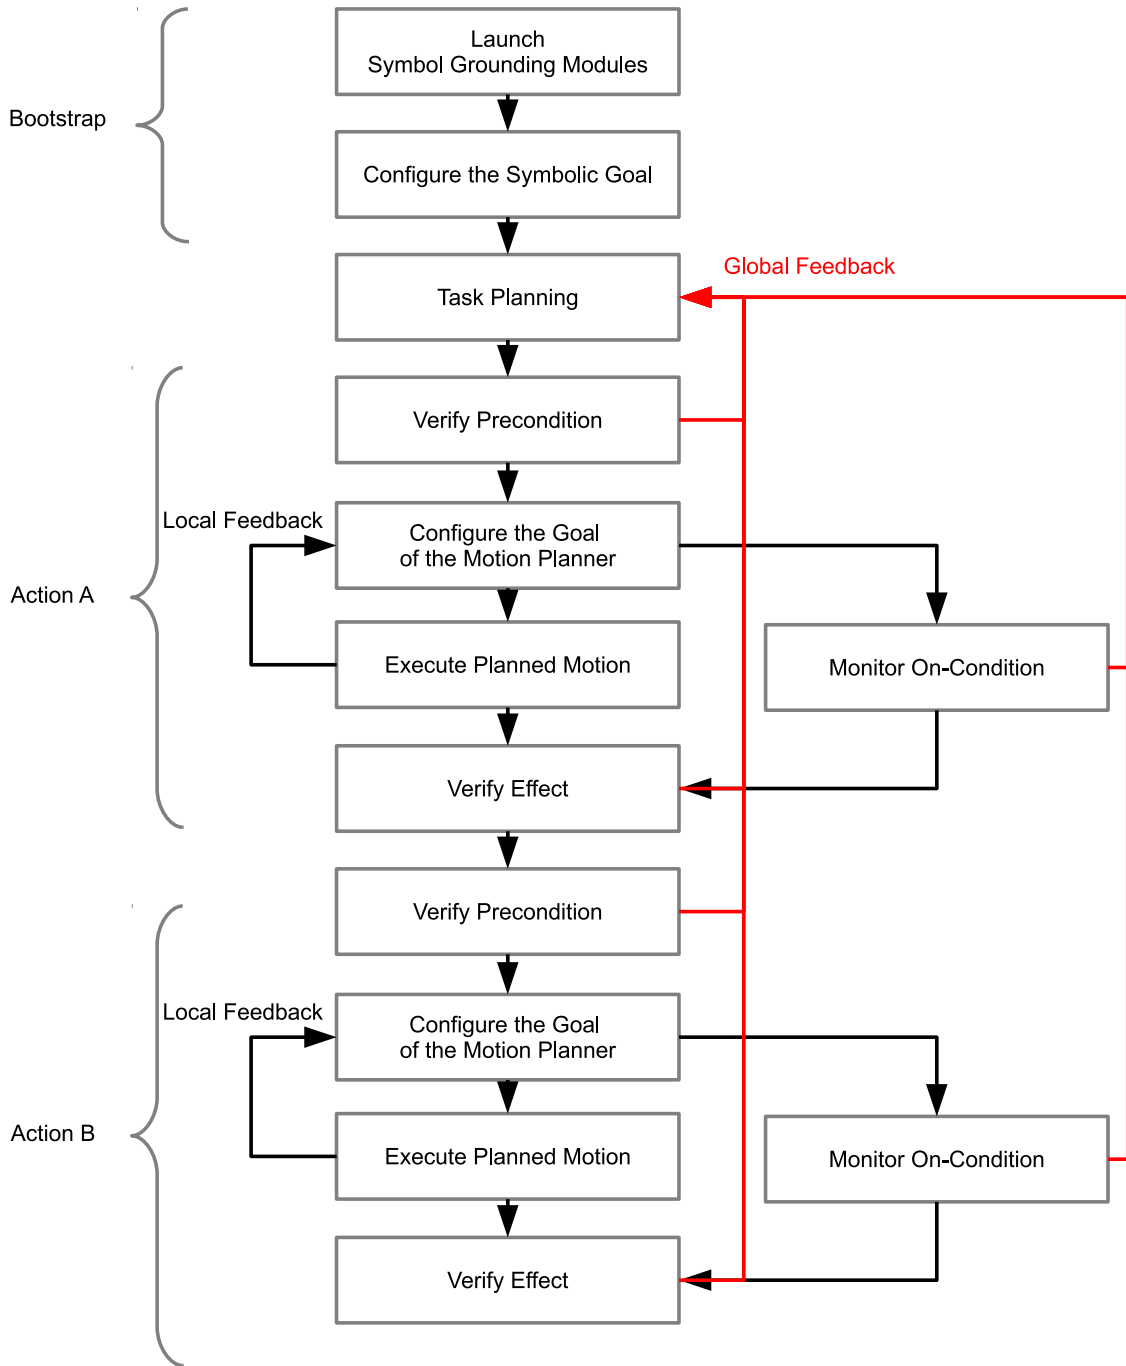 Launch
Symbol Grounding Modules
Bootstrap
Configure the Symbolic Goal
Global Feedback
Task Planning
Verify Precondition
Local Feedback
Configure the Goal
of the Motion Planner
Action A
Execute Planned Motion
Monitor On-Condition
Verify Effect
Verify Precondition
Local Feedback
Configure the Goal
of the Motion Planner
Action B
Execute Planned Motion
Monitor On-Condition
Verify Effect